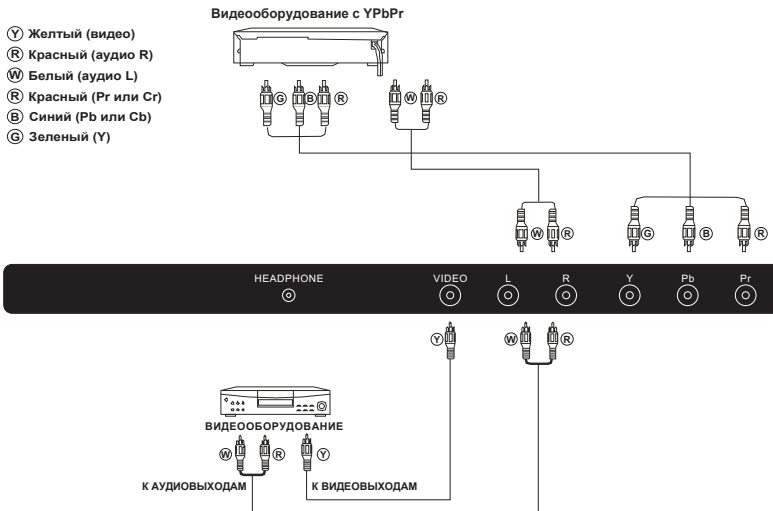 Видеооборудование с YPbPr
Y Желтый (видео)
R Красный (аудио R)
W Белый (аудио L)
R Красный (Pr или Cr)
B Синий (Pb или Cb)
G Зеленый (Y)
G B R W R
W R G B R
HEADPHONE VIDEO L R Y Pb Pr
Y W R
ВИДЕООБОРУДОВАНИЕ
W R Y
К АУДИОВЫХОДАМ К ВИДЕОВЫХОДАМ